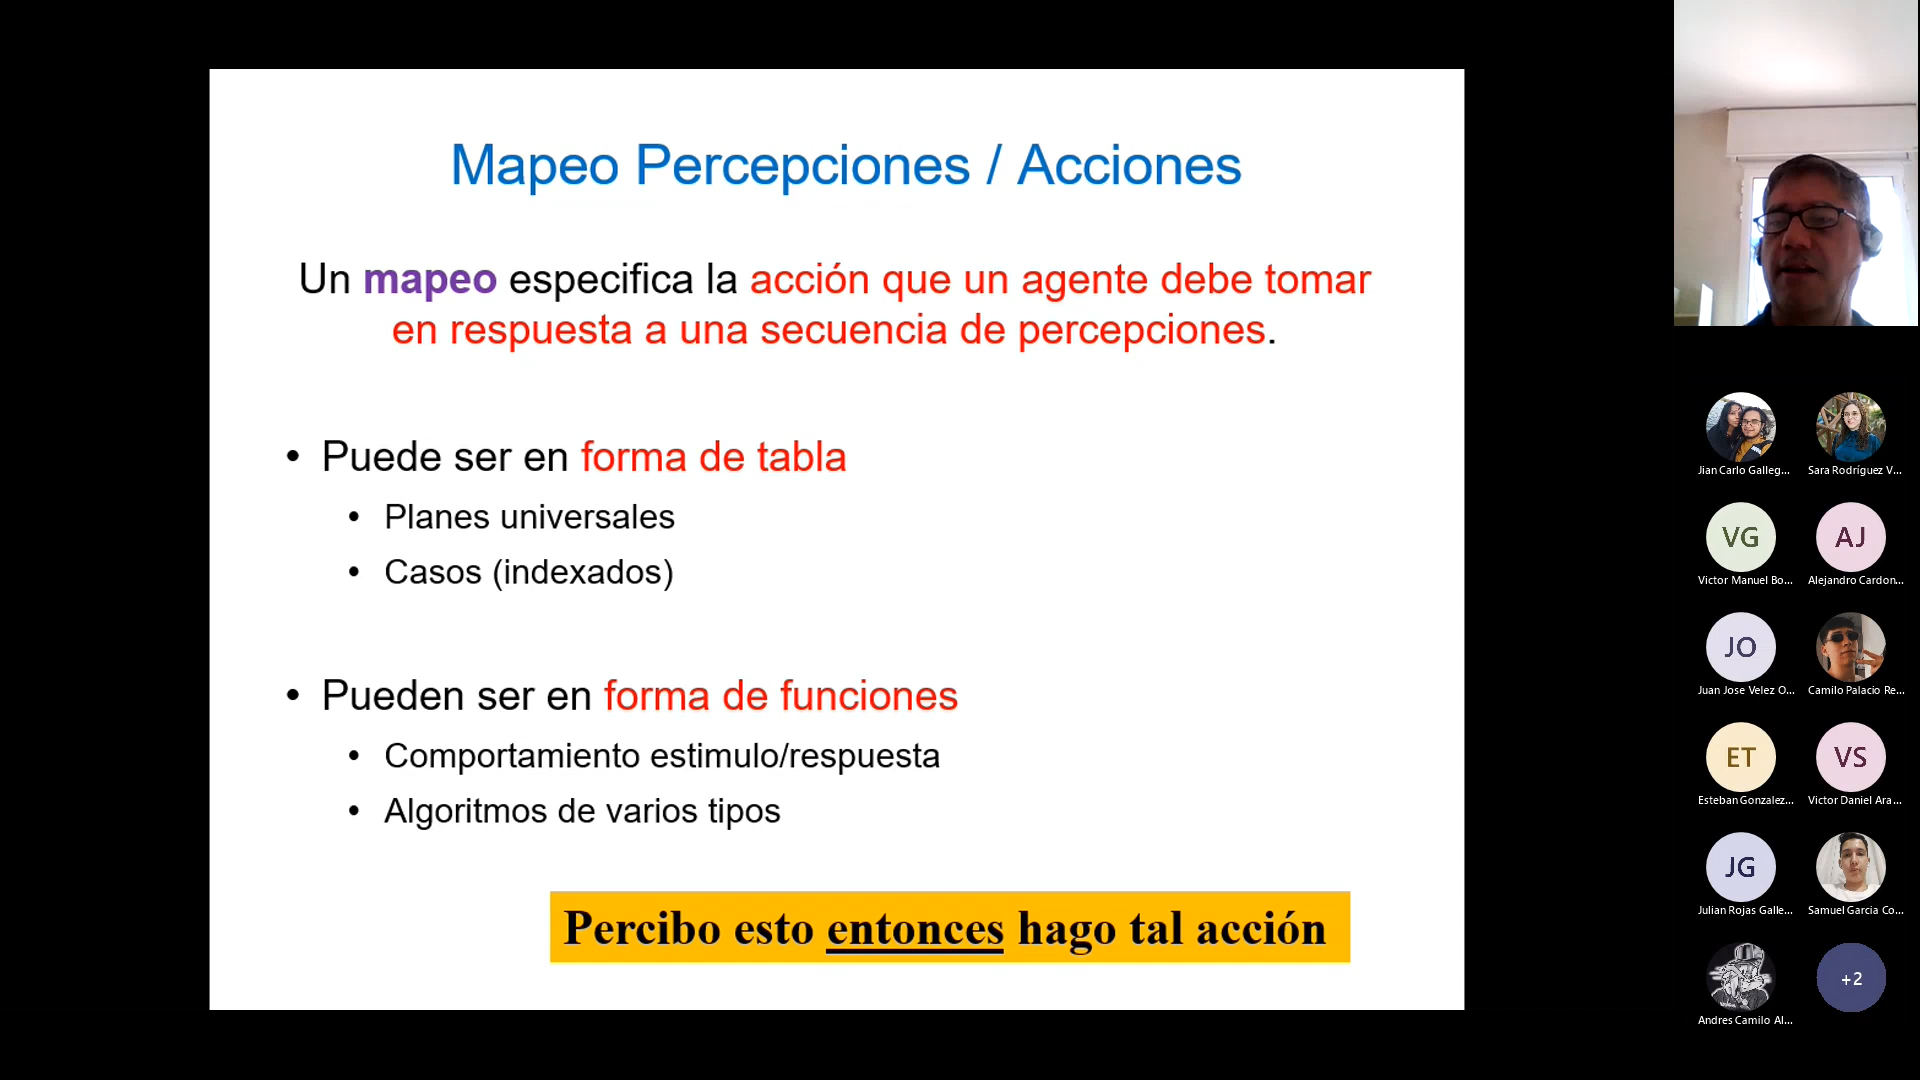 Mapeo Percepciones / Acciones
Un mapeo especifica la acción que un agente debe tomar
en respuesta a una secuencia de percepciones.
• Puede ser en forma de tabla
• Planes universales
• Casos (indexados)
• Pueden ser en forma de funciones
• Comportamiento estimulo/respuesta
• Algoritmos de varios tipos
Percibo esto entonces hago tal acción
Jian Carlo Galleg...
Sara Rodríguez V...
VG
AJ
Victor Manuel Bo...
Alejandro Cardon...
JO
Juan Jose Velez O...
Camilo Palacio Re...
ET
VS
Esteban Gonzalez...
Victor Daniel Ara...
JG
Julian Rojas Galle...
Samuel Garcia Co...
+2
Andres Camilo Al...